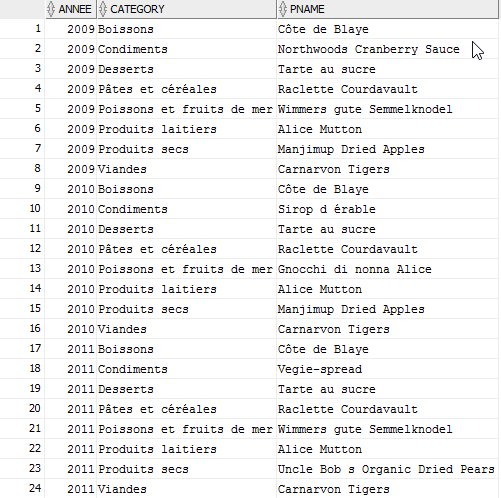 ANNEE CATEGORY PNAME
1 2009 Boissons Côte de Blaye
2 2009 Condiments Northwoods Cranberry Sauce
3 2009 Desserts Tarte au sucre
4 2009 Pâtes et céréales Raclette Courdavault
5 2009 Poissons et fruits de mer Wimmers gute Semmelknodel
6 2009 Produits laitiers Alice Mutton
7 2009 Produits secs Manjimup Dried Apples
8 2009 Viandes Carnarvon Tigers
9 2010 Boissons Côte de Blaye
10 2010 Condiments Sirop d érable
11 2010 Desserts Tarte au sucre
12 2010 Pâtes et céréales Raclette Courdavault
13 2010 Poissons et fruits de mer Gnocchi di nonna Alice
14 2010 Produits laitiers Alice Mutton
15 2010 Produits secs Manjimup Dried Apples
16 2010 Viandes Carnarvon Tigers
17 2011 Boissons Côte de Blaye
18 2011 Condiments Vegie-spread
19 2011 Desserts Tarte au sucre
20 2011 Pâtes et céréales Raclette Courdavault
21 2011 Poissons et fruits de mer Wimmers gute Semmelknodel
22 2011 Produits laitiers Alice Mutton
23 2011 Produits secs Uncle Bob s Organic Dried Pears
24 2011 Viandes Carnarvon Tigers